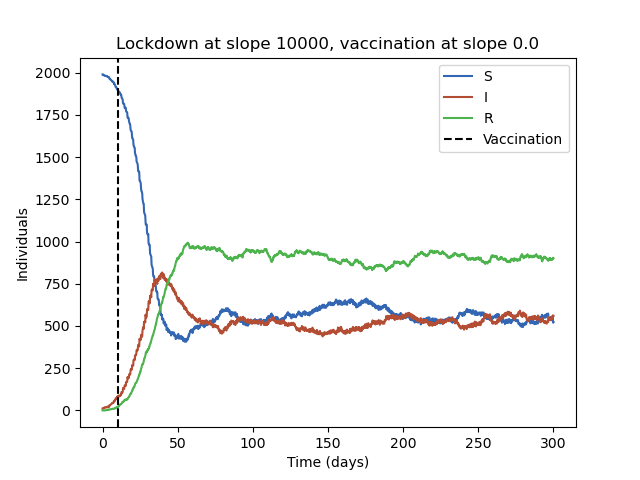 Lockdown at slope 10000, vaccination at slope 0.0
S
I
R
Vaccination
Individuals
2000
1750
1500
1250
1000
750
500
250
0
0 50 100 150 200 250 300
Time (days)